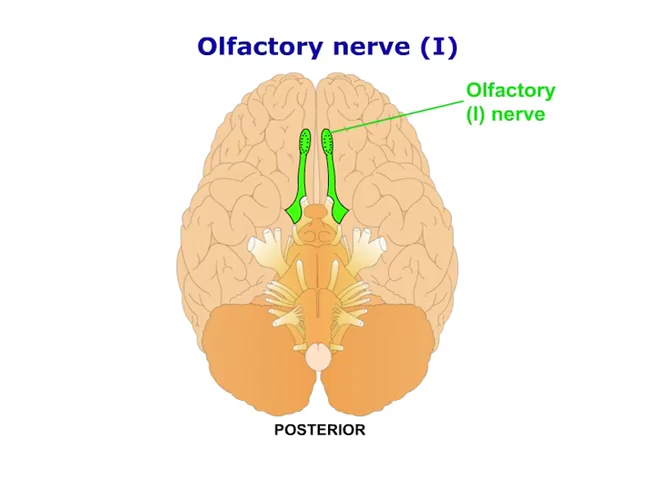 Olfactory nerve (I)
Olfactory
(I) nerve
POSTERIOR